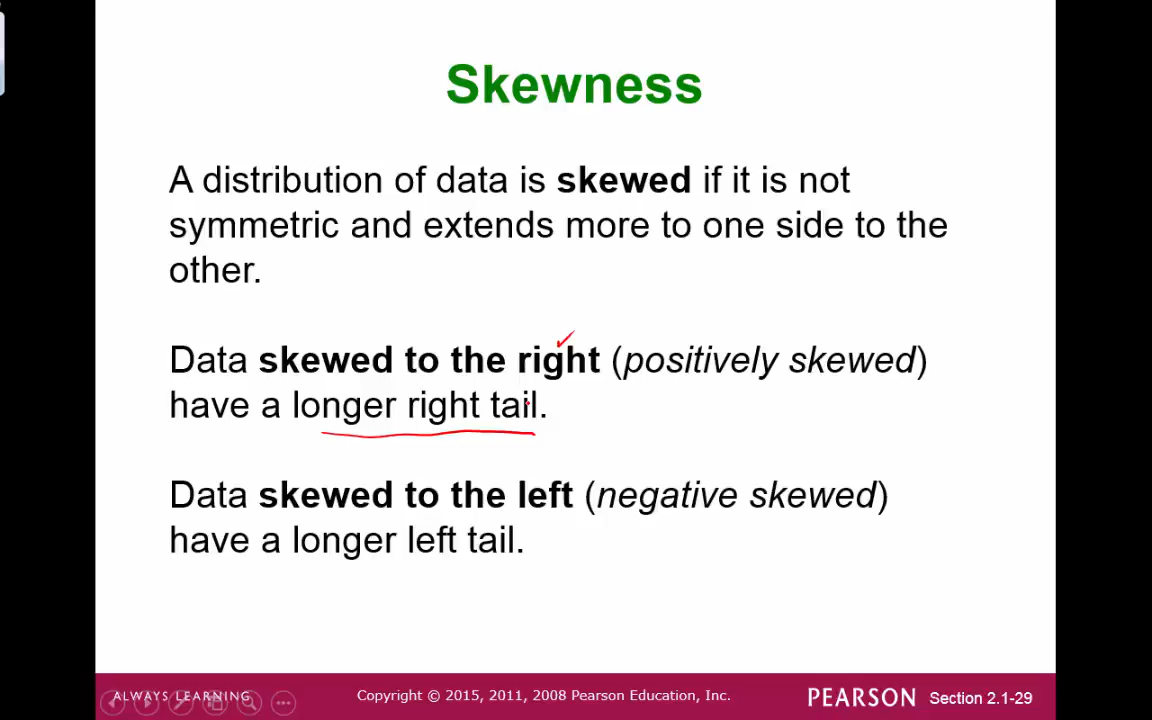 Skewness
A distribution of data is skewed if it is not
symmetric and extends more to one side to the
other.
Data skewed to the right (positively skewed)
have a longer right tail.
Data skewed to the left (negative skewed)
have a longer left tail.
ALWAYS LEARNING
Copyright © 2015, 2011, 2008 Pearson Education, Inc.
PEARSON
Section 2.1-29